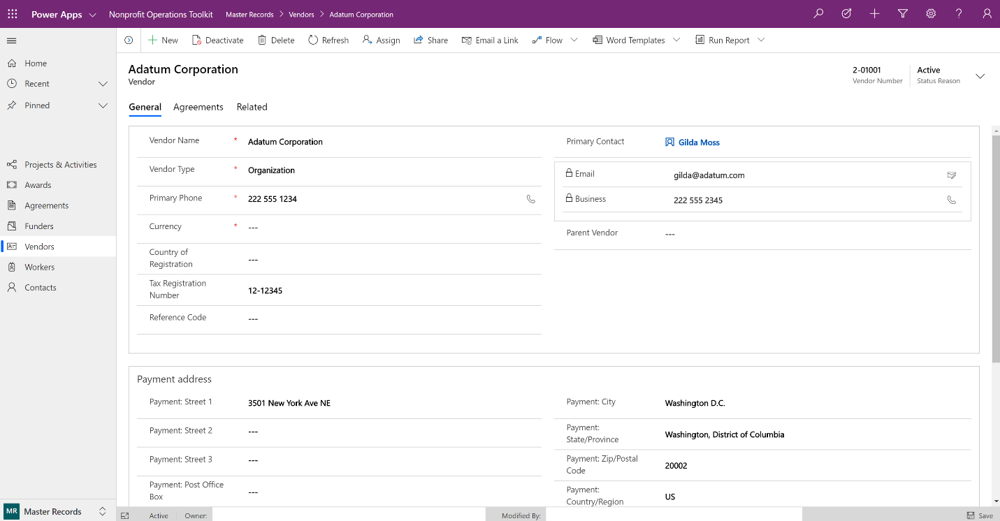 Power Apps
Nonprofit Operations Toolkit
Master Records > Vendors > Adatum Corporation
New
Deactivate
Delete
Refresh
Assign
Share
Email a Link
Flow
Word Templates
Run Report
Home
Recent
Pinned
Projects & Activities
Awards
Agreements
Funders
Vendors
Workers
Contacts
MR Master Records
Adatum Corporation
Vendor
2-01001
Vendor Number
Active
Status Reason
General
Agreements
Related
Vendor Name * Adatum Corporation
Vendor Type * Organization
Primary Phone * 222 555 1234
Currency * ---
Country of
Registration
---
Tax Registration
Number
12-12345
Reference Code ---
Primary Contact Gilda Moss
Email gilda@adatum.com
Business 222 555 2345
Parent Vendor ---
Payment address
Payment: Street 1 3501 New York Ave NE
Payment: Street 2 ---
Payment: Street 3 ---
Payment: Post Office
Box
---
Payment: City Washington D.C.
Payment:
State/Province
Washington, District of Columbia
Payment: Zip/Postal
Code
20002
Payment:
Country/Region
US
Active
Owner:
Modified By:
Save